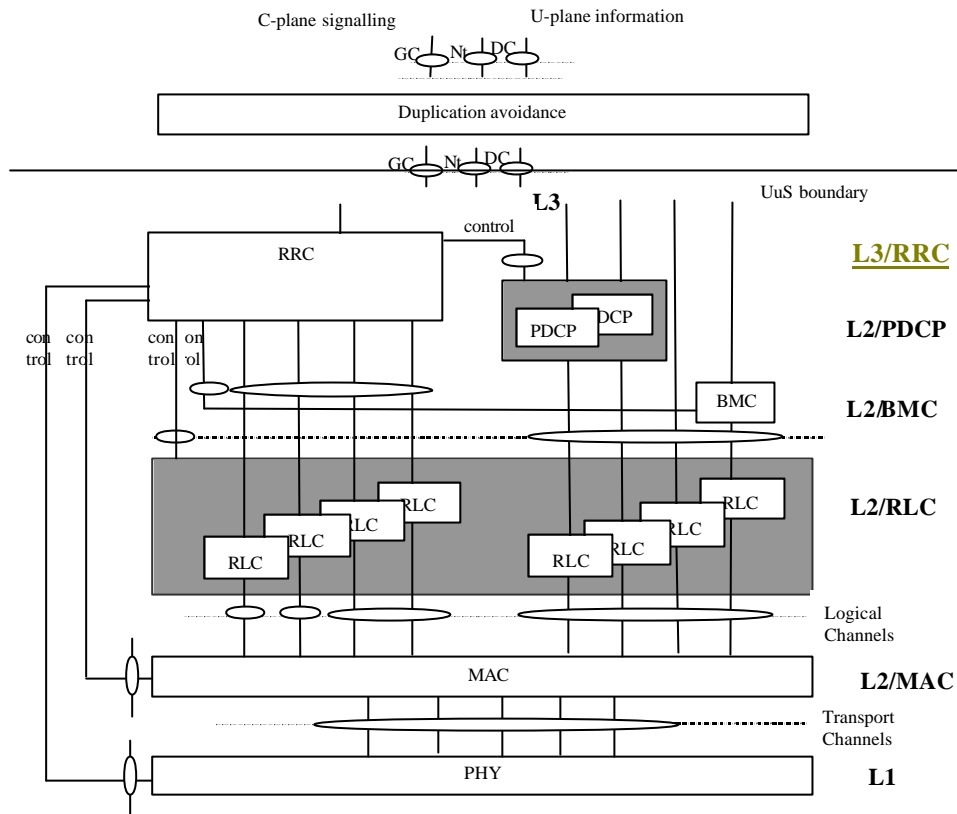 C-plane signalling
U-plane information
GC Nt DC
Duplication avoidance
GC Nt DC
UuS boundary
L3
control
RRC
L3/RRC
con
trol
con
trol
con
trol
on
rol
PDCP
DCP
L2/PDCP
BMC
L2/BMC
RLC
RLC
RLC
RLC
RLC
RLC
RLC
RLC
L2/RLC
Logical
Channels
MAC
L2/MAC
Transport
Channels
PHY
L1